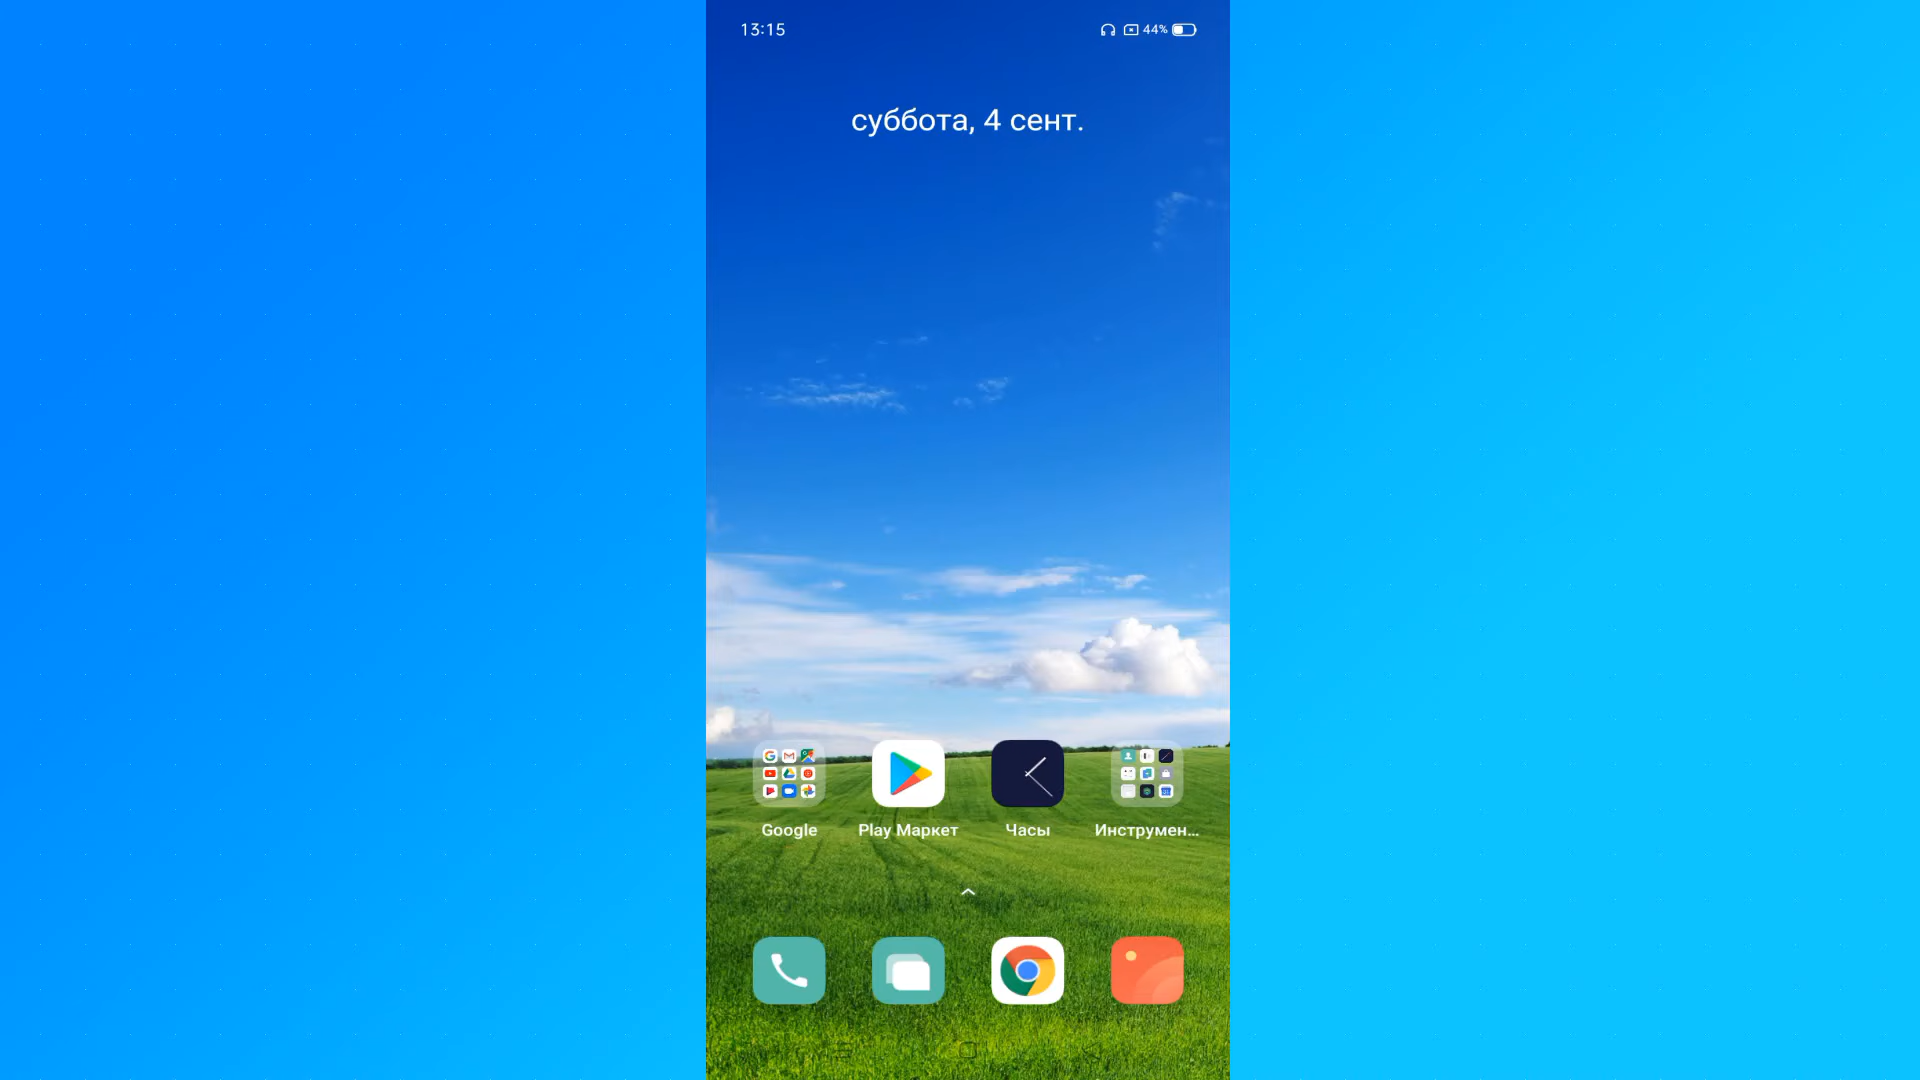 13:15
44%
суббота, 4 сент.
Google
Play Маркет
Часы
Инструмен...